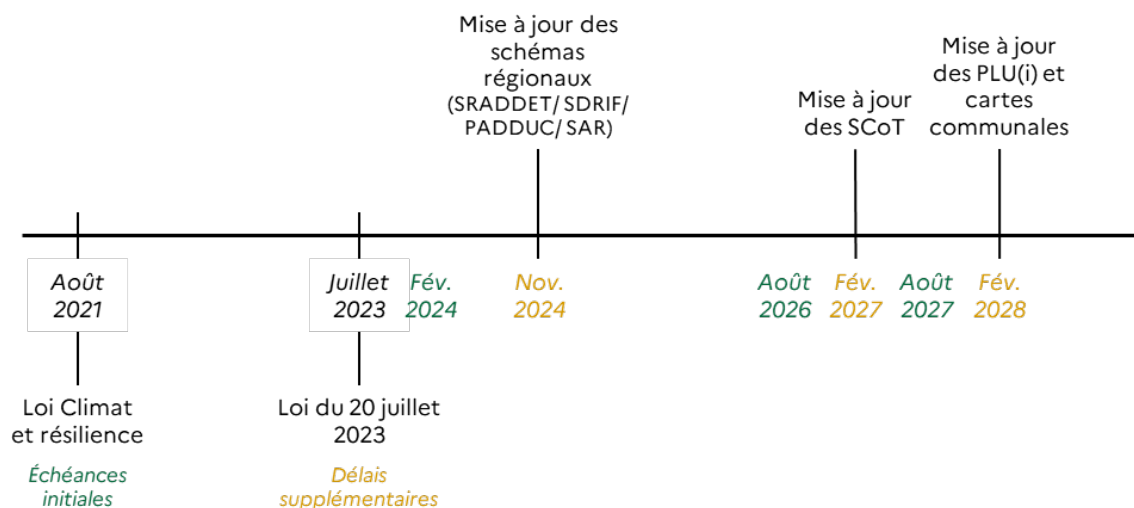 Mise à jour des
schémas
régionaux
(SRADDET/ SDRIF/
PADDUC/ SAR)
Mise à jour
des SCoT
Mise à jour
des PLU(i) et
cartes
communales
Août
2021
Juillet
2023
Fév.
2024
Nov.
2024
Août
2026
Fév.
2027
Août
2027
Fév.
2028
Loi Climat
et résilience
Échéances
initiales
Loi du 20 juillet
2023
Délais
supplémentaires